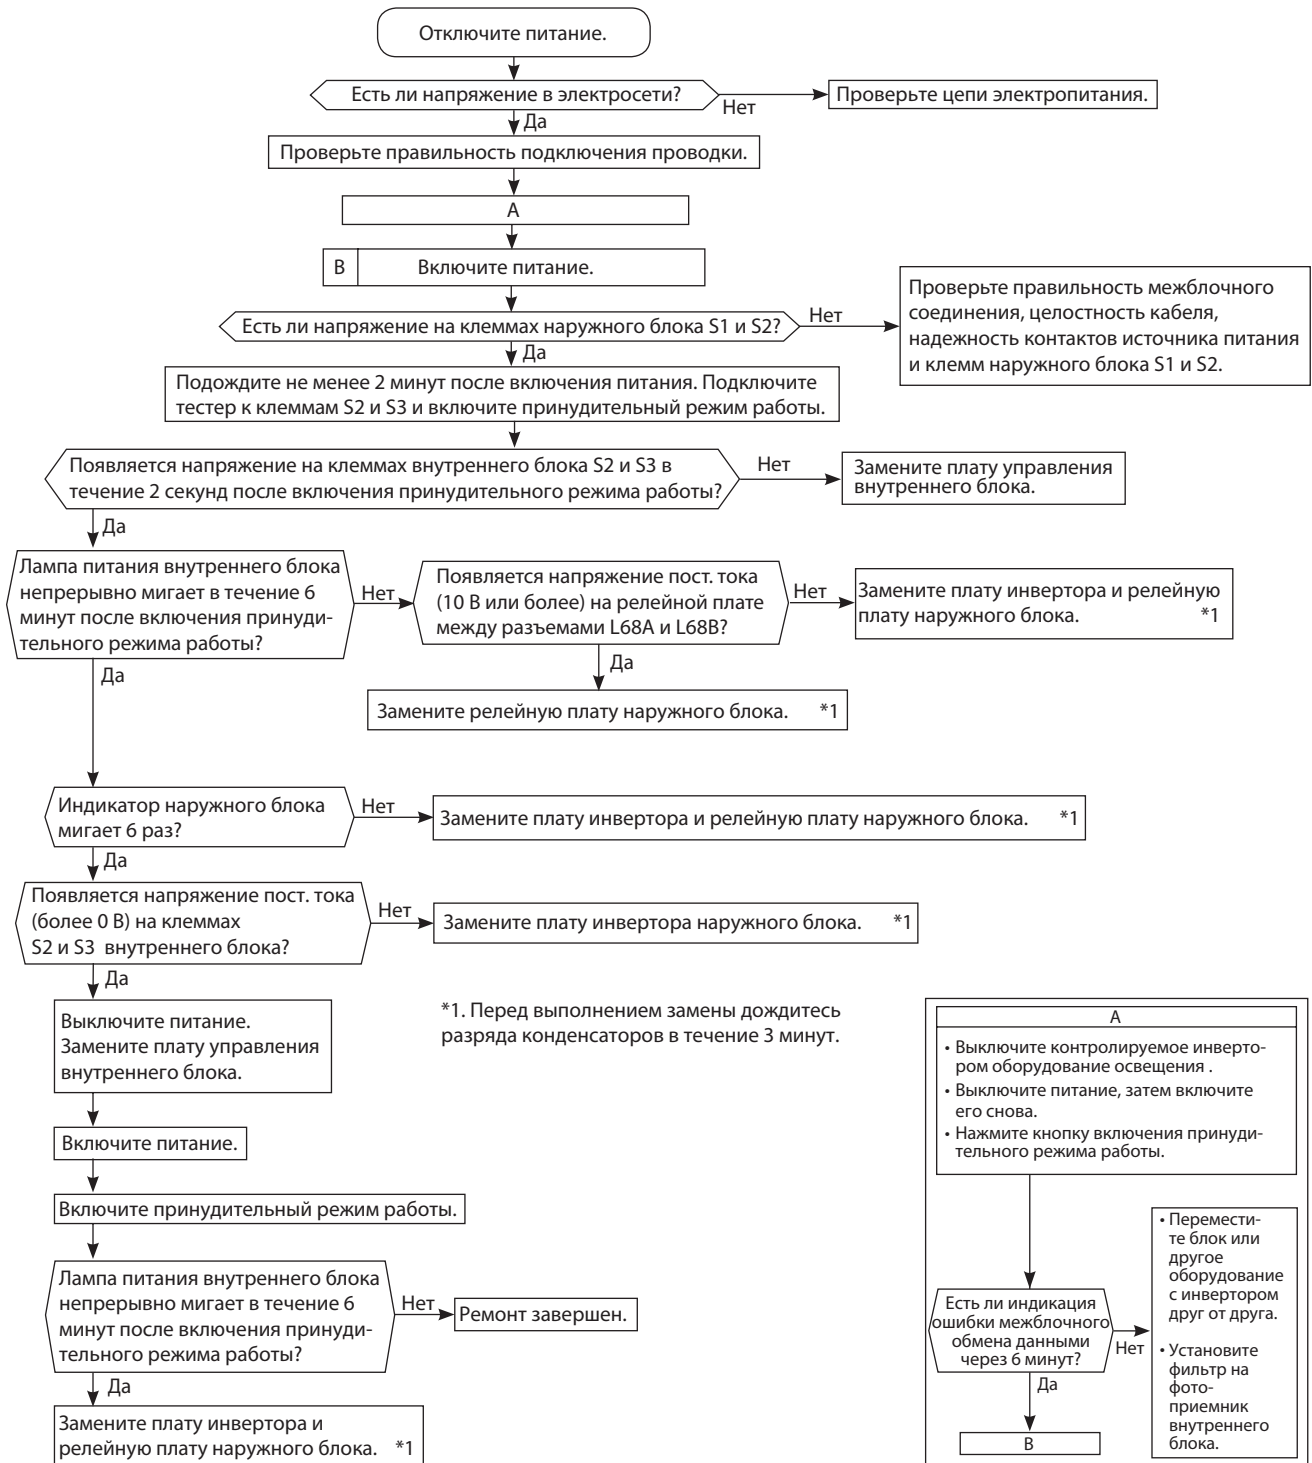 Отключите питание.
Есть ли напряжение в электросети?
Нет
Проверьте цепи электропитания.
Да
Проверьте правильность подключения проводки.
A
B
Включите питание.
Есть ли напряжение на клеммах наружного блока S1 и S2?
Нет
Проверьте правильность межблочного
соединения, целостность кабеля,
надежность контактов источника питания
и клемм наружного блока S1 и S2.
Да
Подождите не менее 2 минут после включения питания. Подключите
тестер к клеммам S2 и S3 и включите принудительный режим работы.
Появляется напряжение на клеммах внутреннего блока S2 и S3 в
течение 2 секунд после включения принудительного режима работы?
Нет
Замените плату управления
внутреннего блока.
Да
Лампа питания внутреннего блока
непрерывно мигает в течение 6
минут после включения принуди-
тельного режима работы?
Нет
Появляется напряжение пост. тока
(10 В или более) на релейной плате
между разъемами L68A и L68B?
Нет
Замените плату инвертора и релейную
плату наружного блока. *1
Да
Замените релейную плату наружного блока. *1
Да
Индикатор наружного блока
мигает 6 раз?
Нет
Замените плату инвертора и релейную плату наружного блока. *1
Да
Появляется напряжение пост. тока
(более 0 В) на клеммах
S2 и S3 внутреннего блока?
Нет
Замените плату инвертора наружного блока. *1
Да
Выключите питание.
Замените плату управления
внутреннего блока.
Включите питание.
Включите принудительный режим работы.
Лампа питания внутреннего блока
непрерывно мигает в течение 6
минут после включения принуди-
тельного режима работы?
Нет
Ремонт завершен.
Да
Замените плату инвертора и
релейную плату наружного блока. *1
*1. Перед выполнением замены дождитесь
разряда конденсаторов в течение 3 минут.
A
• Выключите контролируемое инверто-
ром оборудование освещения .
• Выключите питание, затем включите
его снова.
• Нажмите кнопку включения принуди-
тельного режима работы.
Есть ли индикация
ошибки межблочного
обмена данными
через 6 минут?
Нет
• Перемести-
те блок или
другое
оборудование
с инвертором
друг от друга.
• Установите
фильтр на
фото-
приемник
внутреннего
блока.
Да
B